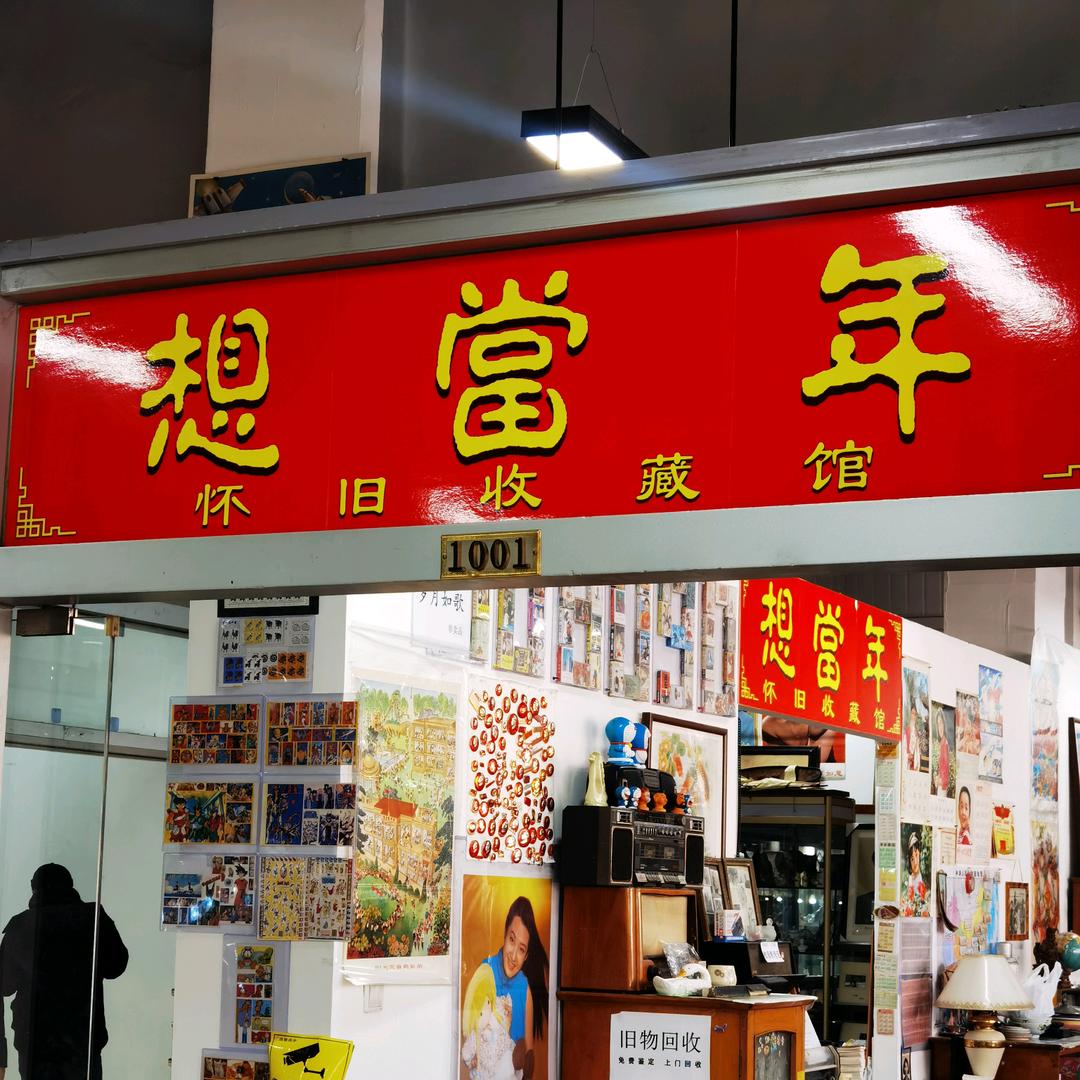 想當年
怀旧收藏馆
1001
岁月如歌
想當年
怀旧收藏馆
旧物回收
免费鉴定 上门回收